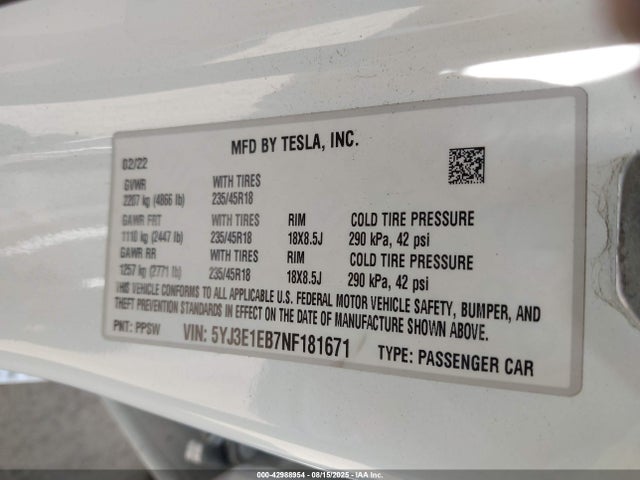 MFD BY TESLA, INC.
02/22
GVWR WITH TIRES
2207 kg (4866 lb) 235/45R18
GAWR FRT WITH TIRES RIM COLD TIRE PRESSURE
1110 kg (2447 lb) 235/45R18 18X8.5J 290 kPa, 42 psi
GAWR RR WITH TIRES RIM COLD TIRE PRESSURE
1257 kg (2771 lb) 235/45R18 18X8.5J 290 kPa, 42 psi
THIS VEHICLE CONFORMS TO ALL APPLICABLE U.S. FEDERAL MOTOR VEHICLE SAFETY, BUMPER, AND
THEFT PREVENTION STANDARDS IN EFFECT ON THE DATE OF MANUFACTURE SHOWN ABOVE.
PNT: PPSW VIN: 5YJ3E1EB7NF181671 TYPE: PASSENGER CAR
000-42988954 - 08/15/2025 - IAAI.COM